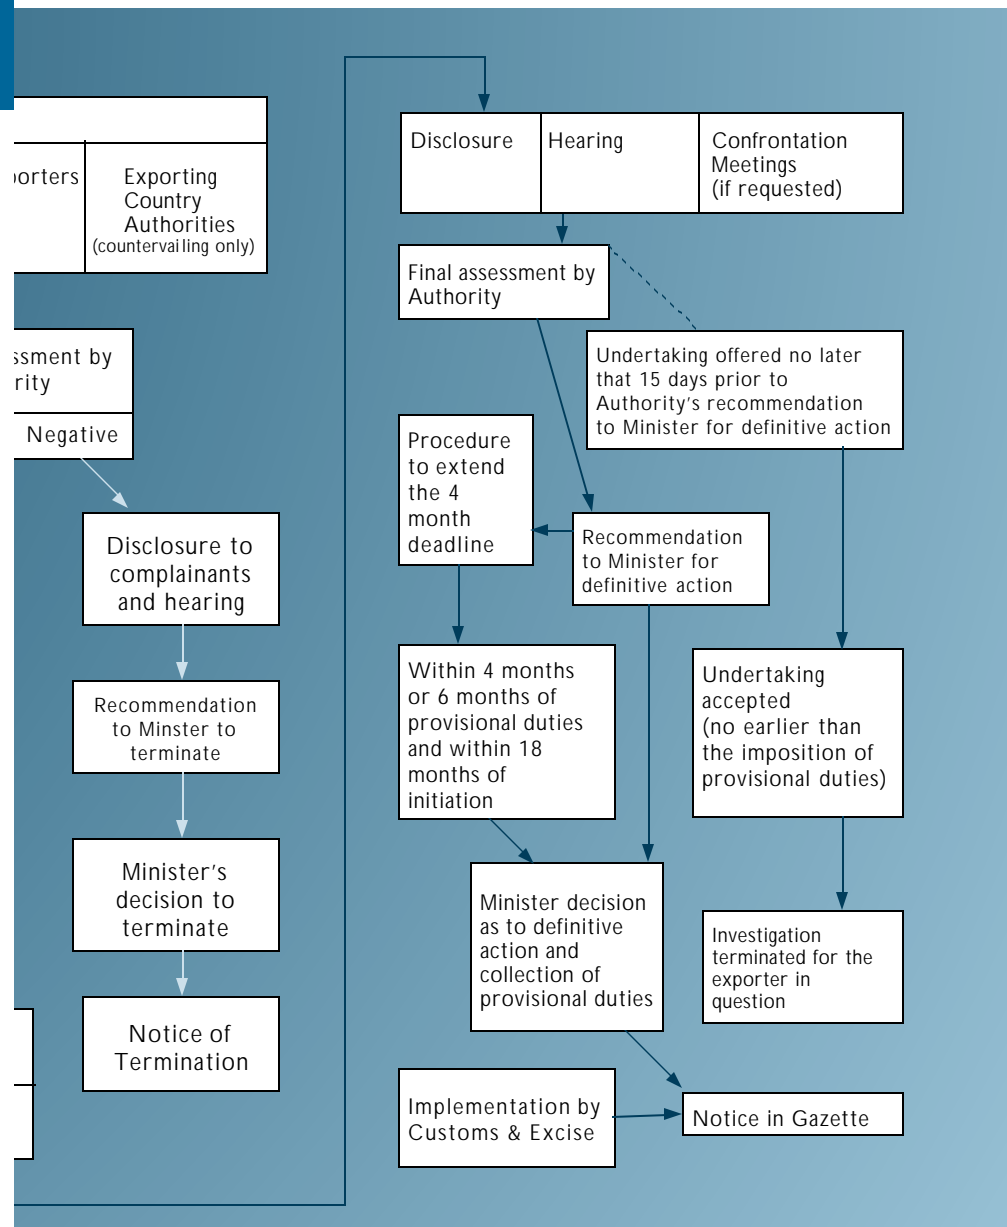 Exporting
Country
Authorities
(countervailing only)
Negative
Disclosure to
complainants
and hearing
Recommendation
to Minster to
terminate
Minister's
decision to
terminate
Notice of
Termination
Disclosure
Hearing
Confrontation
Meetings
(if requested)
Final assessment by
Authority
Undertaking offered no later
that 15 days prior to
Authority's recommendation
to Minister for definitive action
Procedure
to extend
the 4
month
deadline
Recommendation
to Minister for
definitive action
Within 4 months
or 6 months of
provisional duties
and within 18
months of
initiation
Undertaking
accepted
(no earlier than
the imposition of
provisional duties)
Minister decision
as to definitive
action and
collection of
provisional duties
Investigation
terminated for the
exporter in
question
Implementation by
Customs & Excise
Notice in Gazette
by